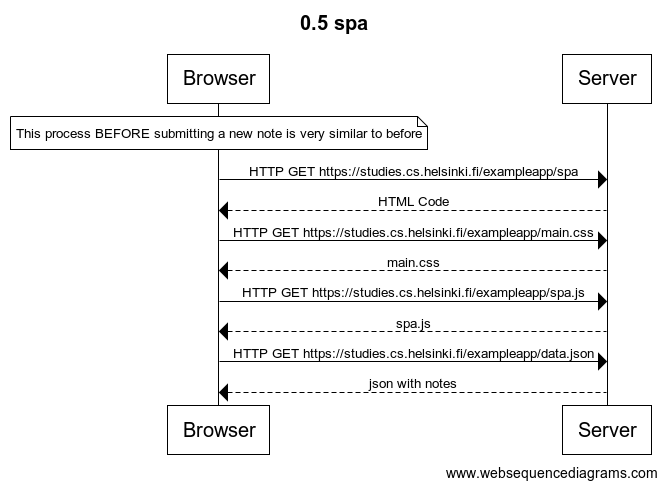 0.5 spa
Browser
Server
This process BEFORE submitting a new note is very similar to before
HTTP GET https://studies.cs.helsinki.fi/exampleapp/spa
HTML Code
HTTP GET https://studies.cs.helsinki.fi/exampleapp/main.css
main.css
HTTP GET https://studies.cs.helsinki.fi/exampleapp/spa.js
spa.js
HTTP GET https://studies.cs.helsinki.fi/exampleapp/data.json
json with notes
Browser
Server
www.websequencediagrams.com